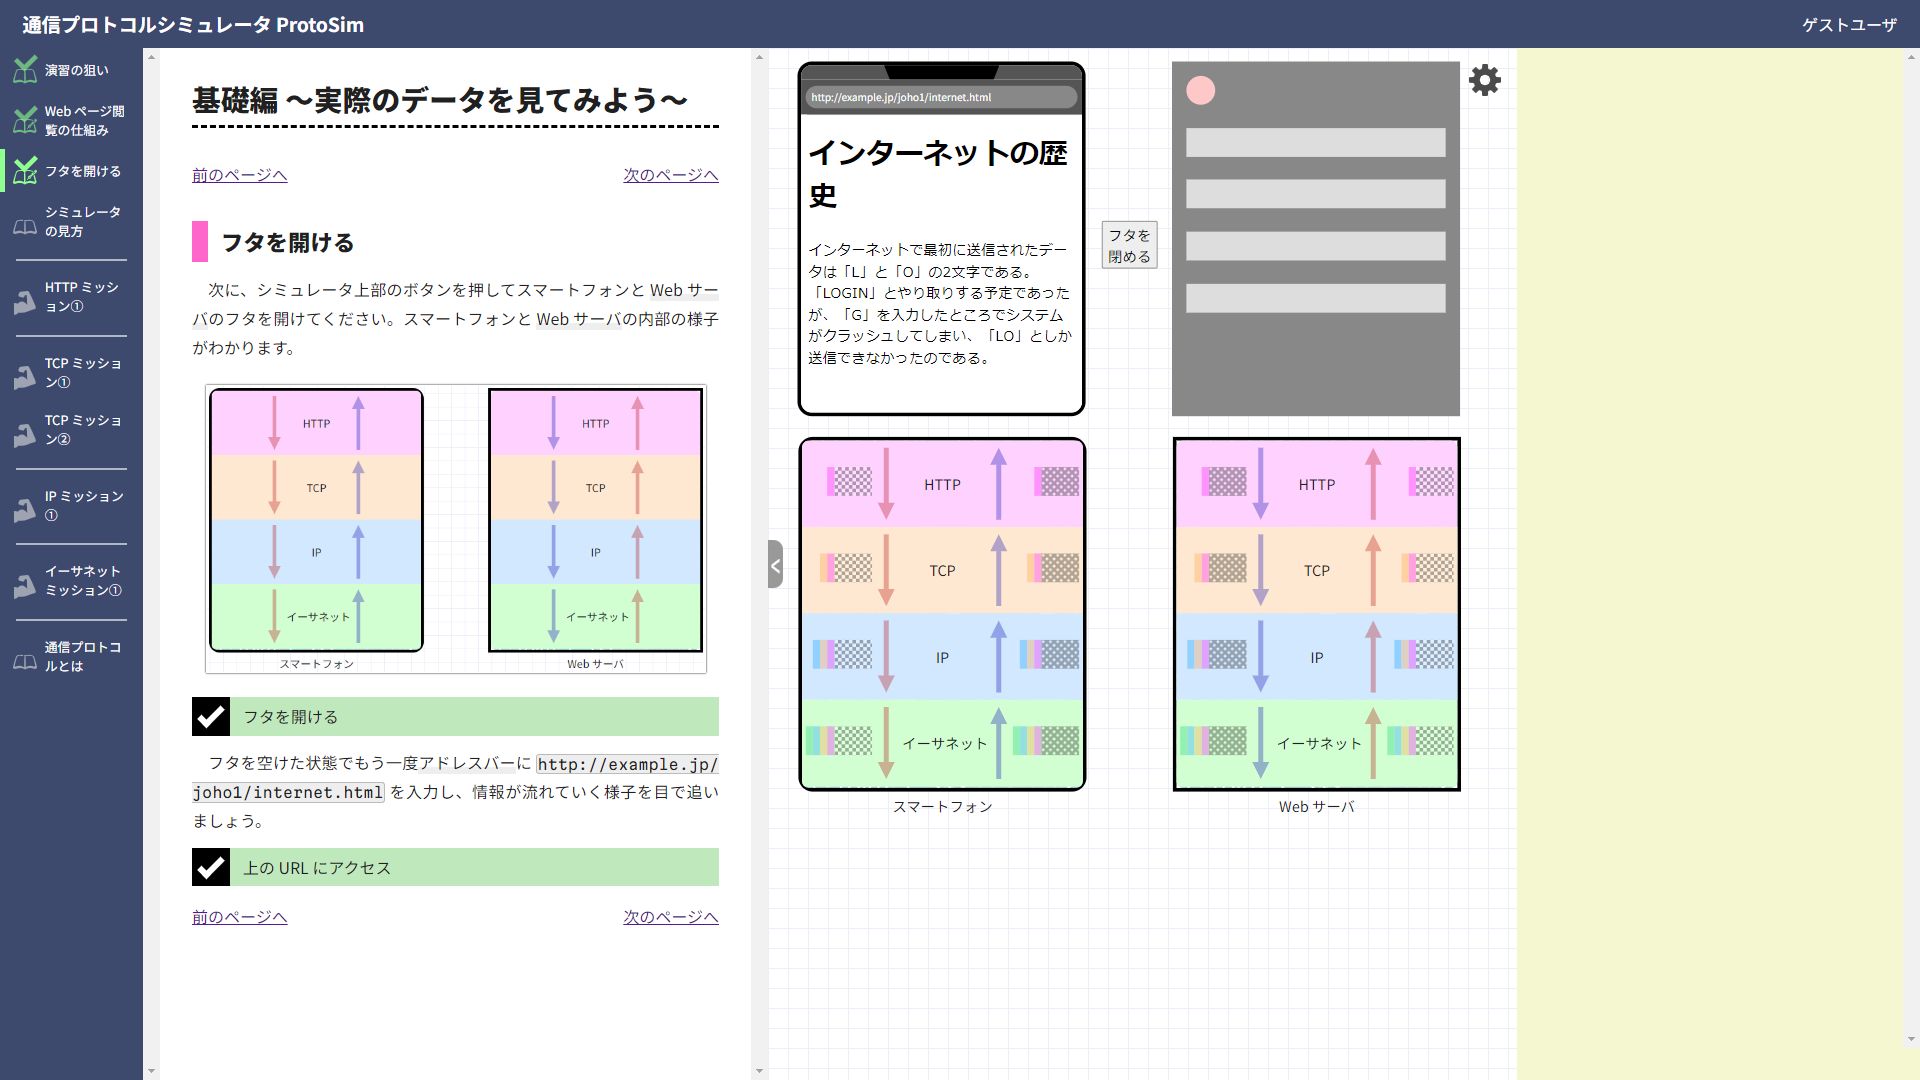 通信プロトコルシミュレータ ProtoSim
ゲストユーザ
演習の狙い
Web ページ閲
覧の仕組み
フタを開ける
シミュレータ
の見方
HTTP ミッシ
ョン①
TCP ミッショ
ン①
TCP ミッショ
ン②
IP ミッション
①
イーサネット
ミッション①
通信プロトコ
ルとは
基礎編 ～実際のデータを見てみよう～
前のページへ
次のページへ
フタを開ける
次に、シミュレータ上部のボタンを押してスマートフォンと Web サー
バのフタを開けてください。スマートフォンと Web サーバの内部の様子
がわかります。
HTTP
HTTP
TCP
TCP
IP
IP
イーサネット
イーサネット
スマートフォン
Web サーバ
フタを開ける
フタを空けた状態でもう一度アドレスバーに http://example.jp/
joho1/internet.html を入力し、情報が流れていく様子を目で追い
ましょう。
上の URL にアクセス
前のページへ
次のページへ
http://example.jp/joho1/internet.html
インターネットの歴
史
インターネットで最初に送信されたデー
タは「L」と「O」の2文字である。
「LOGIN」とやり取りする予定であった
が、「G」を入力したところでシステム
がクラッシュしてしまい、「LO」としか
送信できなかったのである。
フタを
閉める
HTTP
HTTP
TCP
TCP
IP
IP
イーサネット
イーサネット
スマートフォン
Web サーバ